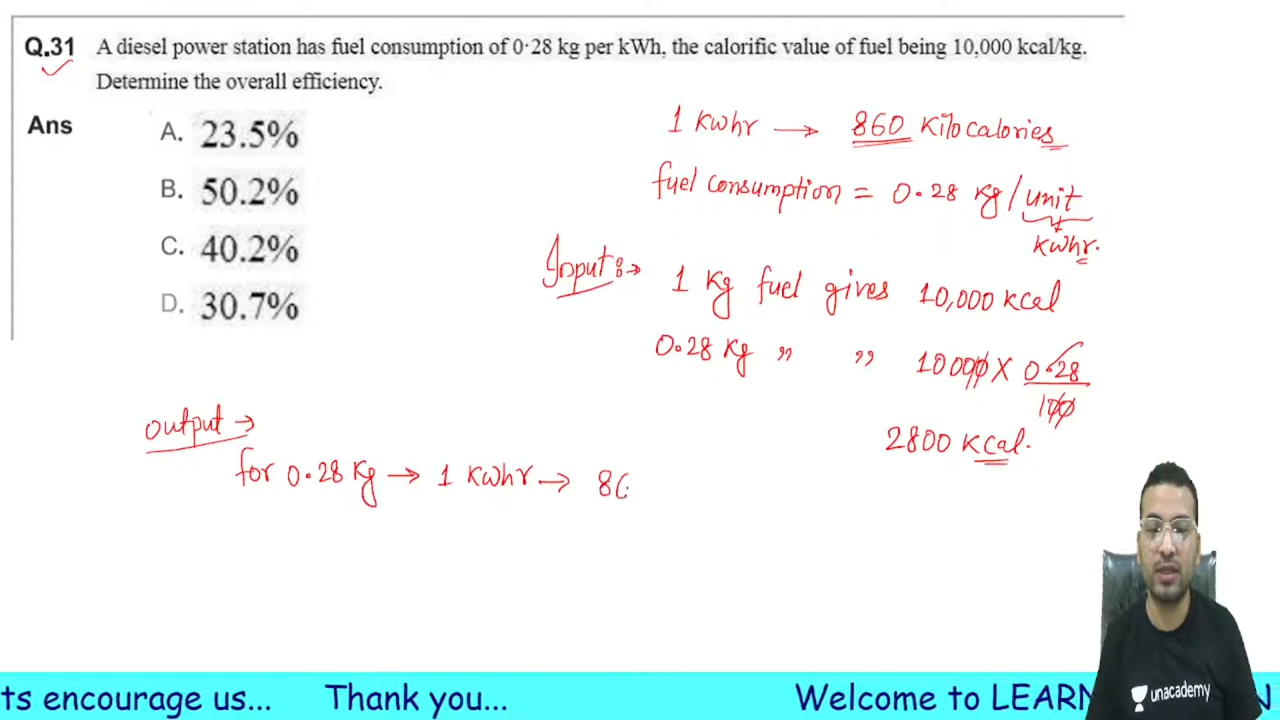 Q.31 A diesel power station has fuel consumption of 0·28 kg per kWh, the calorific value of fuel being 10,000 kcal/kg.
Determine the overall efficiency.
Ans
A. 23.5%
B. 50.2%
C. 40.2%
D. 30.7%
1 kwhr → 860 Kilocalories
fuel consumption = 0.28 kg/unit
kwhr.
Input:→ 1 Kg fuel gives 10,000 kcal
0.28 Kg " " 10000 X 0.28
100
2800 kcal.
output →
for 0.28 Kg → 1 kwhr → 86
unacademy
ts encourage us... Thank you... Welcome to LEARN N